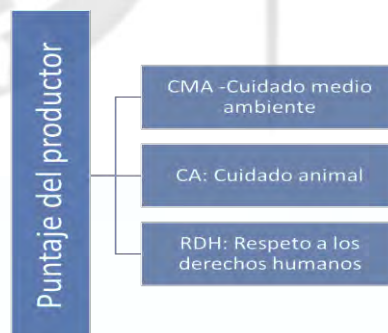 Puntaje del productor
CMA -Cuidado medio
ambiente
CA: Cuidado animal
RDH: Respeto a los
derechos humanos